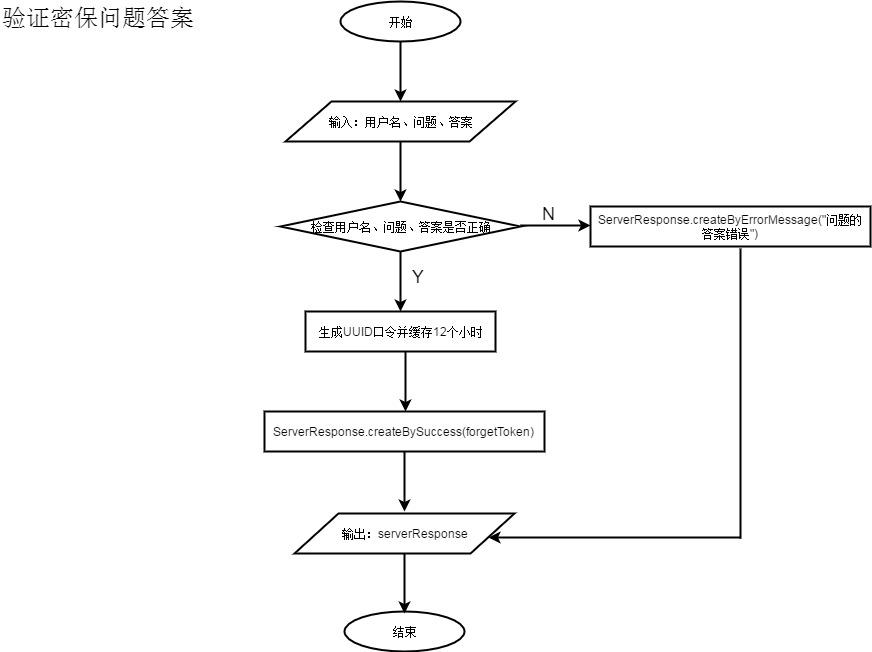 验证密保问题答案
开始
输入：用户名、问题、答案
检查用户名、问题、答案是否正确
N
ServerResponse.createByErrorMessage("问题的
答案错误")
Y
生成UUID口令并缓存12个小时
ServerResponse.createBySuccess(forgetToken)
输出：serverResponse
结束